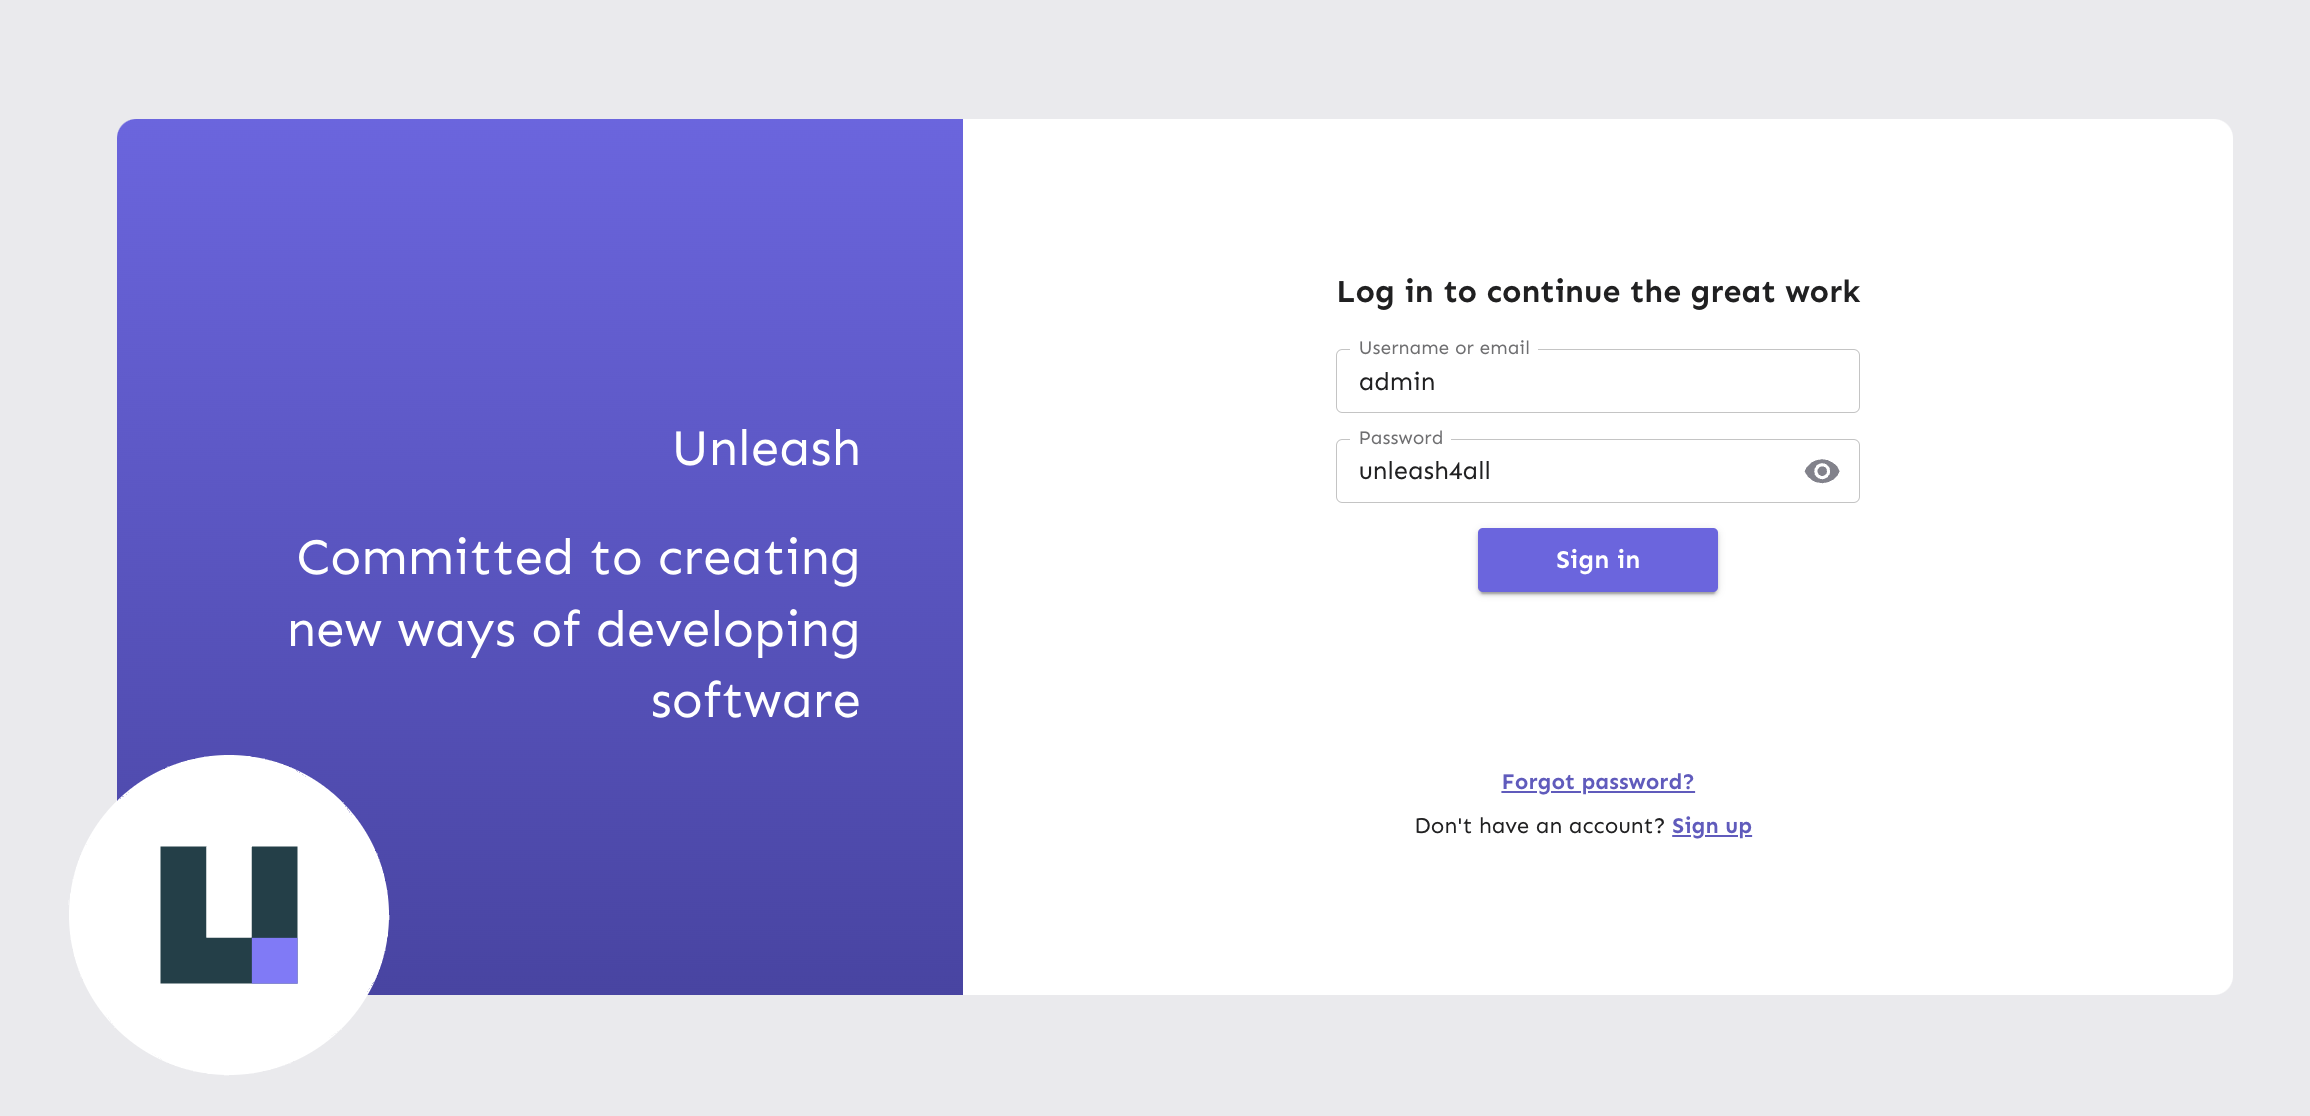 Unleash
Committed to creating
new ways of developing
software
Log in to continue the great work
Username or email
admin
Password
unleash4all
Sign in
Forgot password?
Don't have an account? Sign up